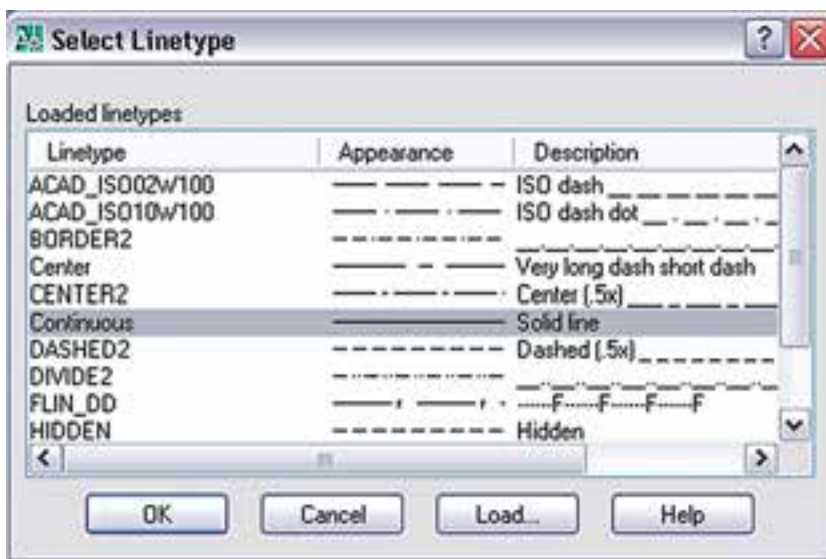 Select Linetype
Loaded linetypes
Linetype Appearance Description
ACAD_ISO02W100 ISO dash
ACAD_ISO10W100 ISO dash dot
BORDER2
Center Very long dash short dash
CENTER2 Center (.5x)
Continuous Solid line
DASHED2 Dashed (.5x)
DIVIDE2
FLIN_DD ------F------F------F------F
HIDDEN Hidden
OK Cancel Load... Help